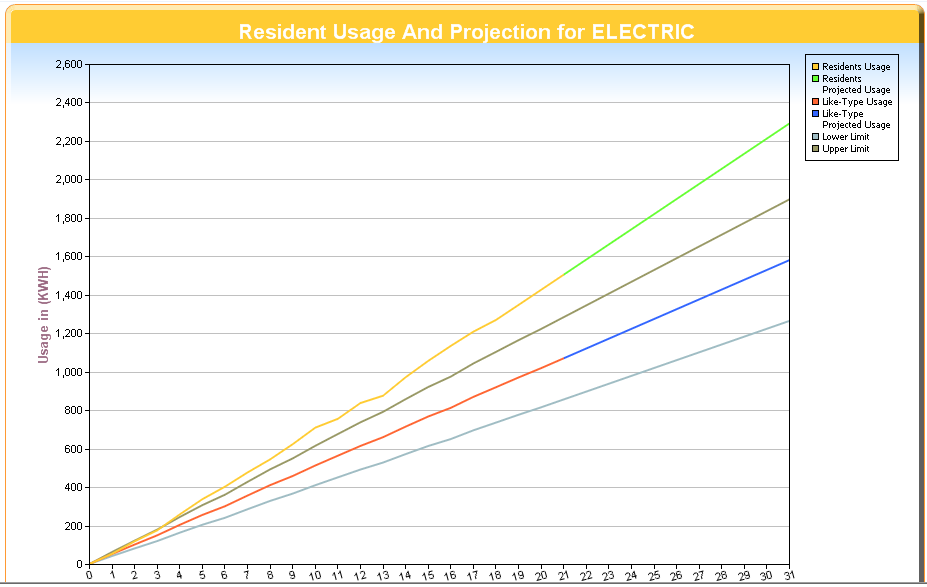 Resident Usage And Projection for ELECTRIC
Usage in (KWH)
2,600
2,400
2,200
2,000
1,800
1,600
1,400
1,200
1,000
800
600
400
200
0
0 1 2 3 4 5 6 7 8 9 10 11 12 13 14 15 16 17 18 19 20 21 22 23 24 25 26 27 28 29 30 31
Residents Usage
Residents
Projected Usage
Like-Type Usage
Like-Type
Projected Usage
Lower Limit
Upper Limit